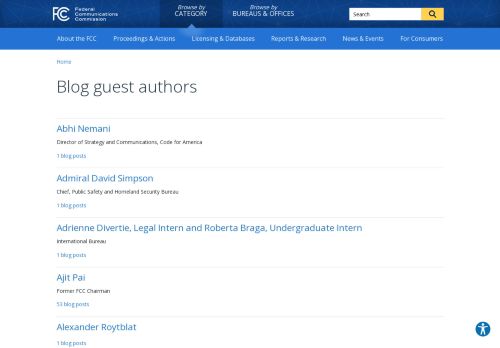 FCC Federal Communications Commission
Browse by CATEGORY
Browse by BUREAUS & OFFICES
Search
About the FCC Proceedings & Actions Licensing & Databases Reports & Research News & Events For Consumers
Home
Blog guest authors
Abhi Nemani
Director of Strategy and Communications, Code for America
1 blog posts
Admiral David Simpson
Chief, Public Safety and Homeland Security Bureau
1 blog posts
Adrienne Divertie, Legal Intern and Roberta Braga, Undergraduate Intern
International Bureau
1 blog posts
Ajit Pai
Former FCC Chairman
53 blog posts
Alexander Roytblat
1 blog posts